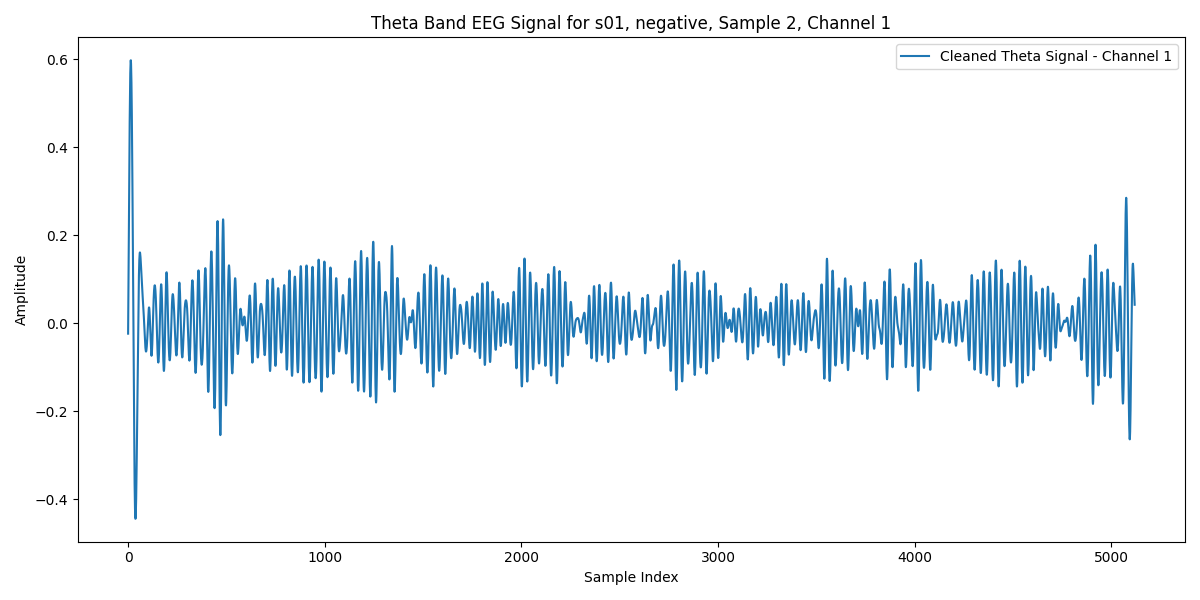 Theta Band EEG Signal for s01, negative, Sample 2, Channel 1
Cleaned Theta Signal - Channel 1
Amplitude
0.6
0.4
0.2
0.0
−0.2
−0.4
0 1000 2000 3000 4000 5000
Sample Index